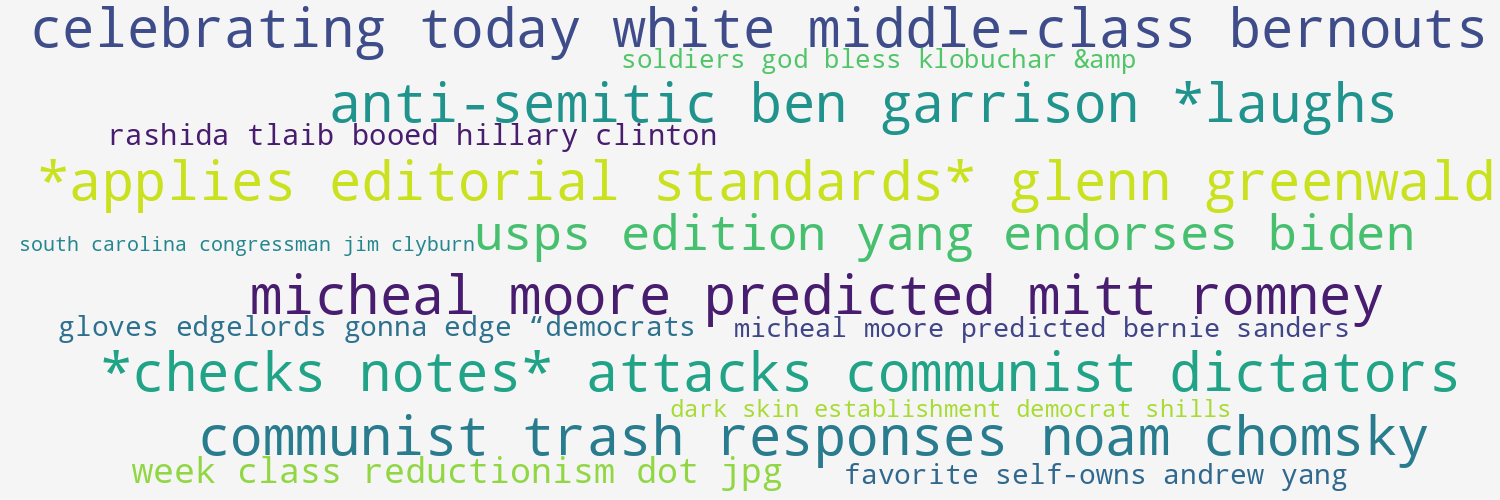 celebrating today white middle-class bernouts
soldiers god bless klobuchar &amp
anti-semitic ben garrison *laughs
rashida tlaib booed hillary clinton
*applies editorial standards* glenn greenwald
south carolina congressman jim clyburn
usps edition yang endorses biden
micheal moore predicted mitt romney
gloves edgelords gonna edge “democrats
micheal moore predicted bernie sanders
*checks notes* attacks communist dictators
dark skin establishment democrat shills
communist trash responses noam chomsky
week class reductionism dot jpg
favorite self-owns andrew yang